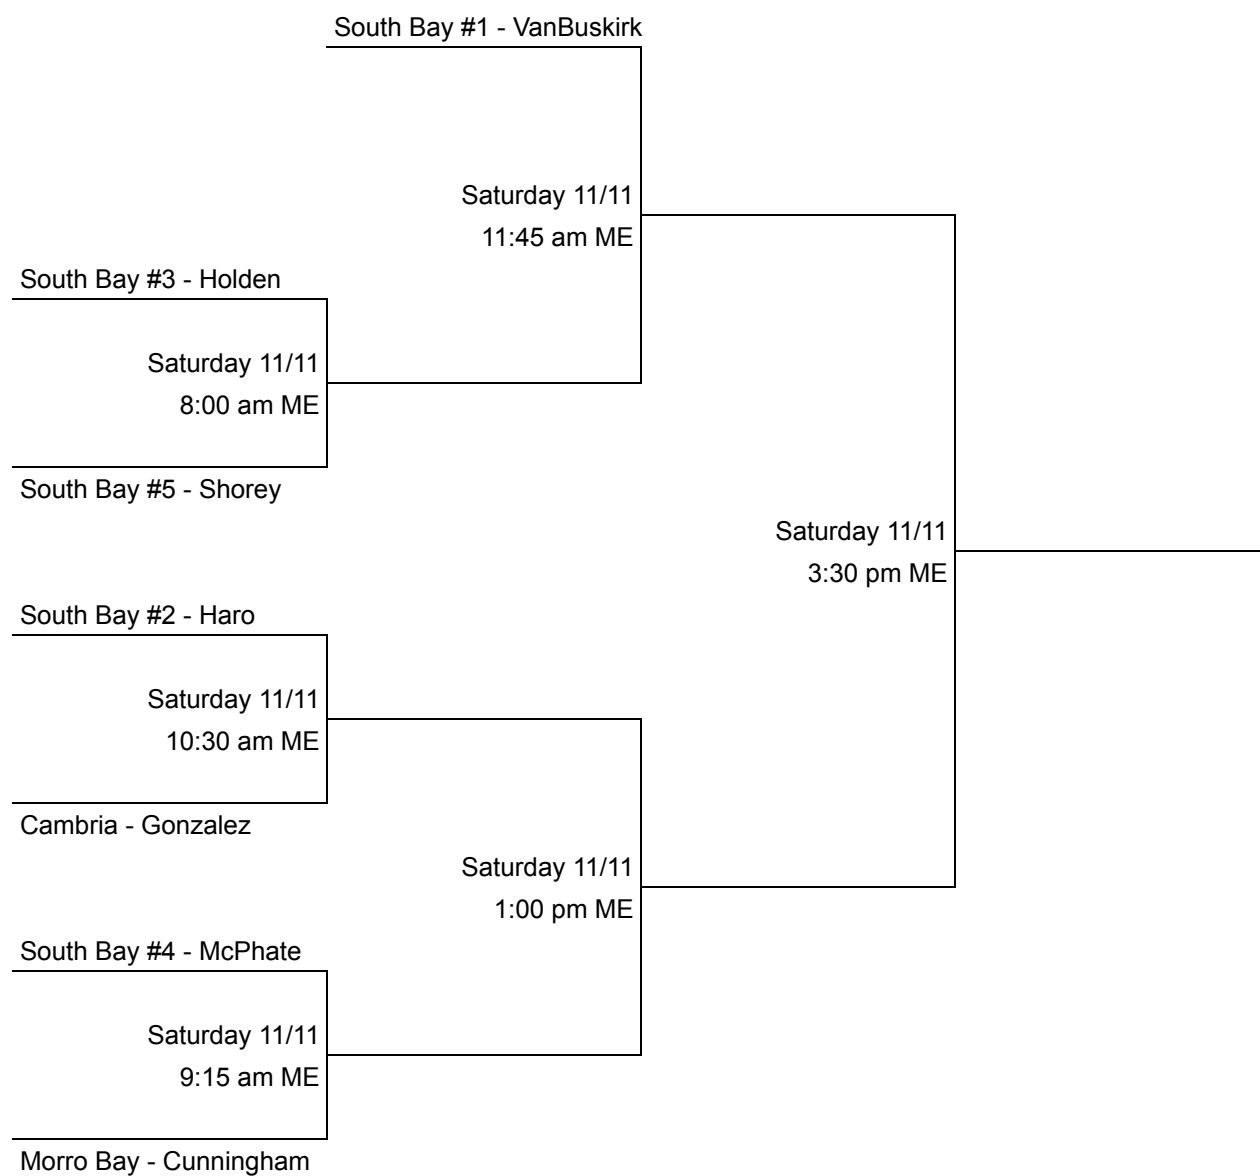 South Bay #1 - VanBuskirk
Saturday 11/11
11:45 am ME
South Bay #3 - Holden
Saturday 11/11
8:00 am ME
South Bay #5 - Shorey
Saturday 11/11
3:30 pm ME
South Bay #2 - Haro
Saturday 11/11
10:30 am ME
Cambria - Gonzalez
Saturday 11/11
1:00 pm ME
South Bay #4 - McPhate
Saturday 11/11
9:15 am ME
Morro Bay - Cunningham